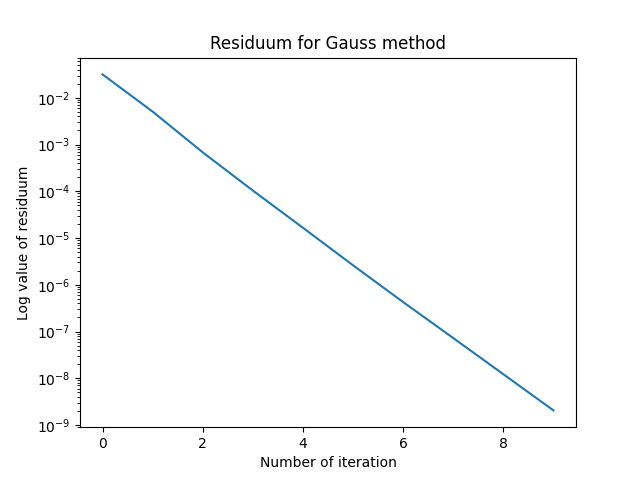 Residuum for Gauss method
Log value of residuum
10⁻²
10⁻³
10⁻⁴
10⁻⁵
10⁻⁶
10⁻⁷
10⁻⁸
10⁻⁹
0 2 4 6 8
Number of iteration